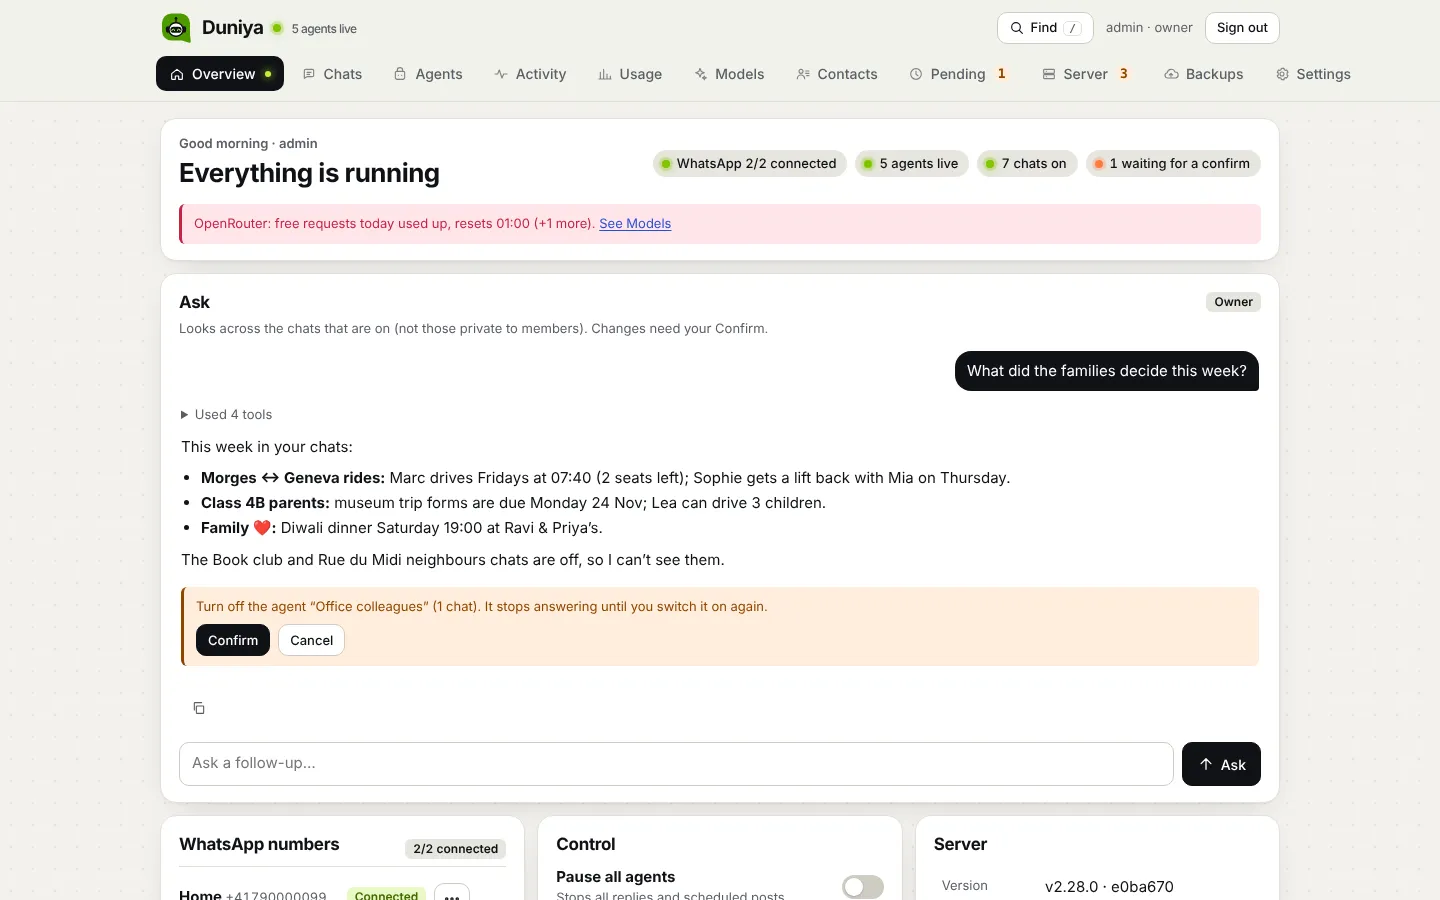 Duniya 5 agents live
Find / admin · owner Sign out
Overview Chats Agents Activity Usage Models Contacts Pending 1 Server 3 Backups Settings
Good morning · admin
Everything is running
WhatsApp 2/2 connected 5 agents live 7 chats on 1 waiting for a confirm
OpenRouter: free requests today used up, resets 01:00 (+1 more). See Models
Ask
Owner
Looks across the chats that are on (not those private to members). Changes need your Confirm.
What did the families decide this week?
Used 4 tools
This week in your chats:
• Morges ↔ Geneva rides: Marc drives Fridays at 07:40 (2 seats left); Sophie gets a lift back with Mia on Thursday.
• Class 4B parents: museum trip forms are due Monday 24 Nov; Lea can drive 3 children.
• Family ❤️: Diwali dinner Saturday 19:00 at Ravi & Priya’s.
The Book club and Rue du Midi neighbours chats are off, so I can’t see them.
Turn off the agent “Office colleagues” (1 chat). It stops answering until you switch it on again.
Confirm Cancel
Ask a follow-up...
Ask
WhatsApp numbers 2/2 connected
Home +41790000099 Connected
Control
Pause all agents
Stops all replies and scheduled posts
Server
Version v2.28.0 · e0ba670